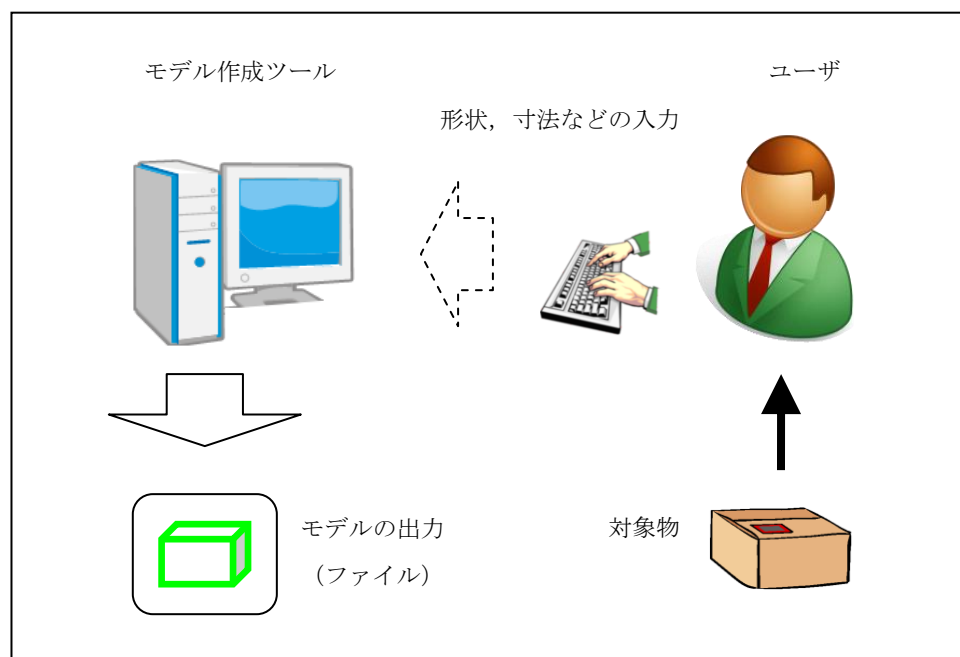 モデル作成ツール
ユーザ
形状，寸法などの入力
モデルの出力
（ファイル）
対象物